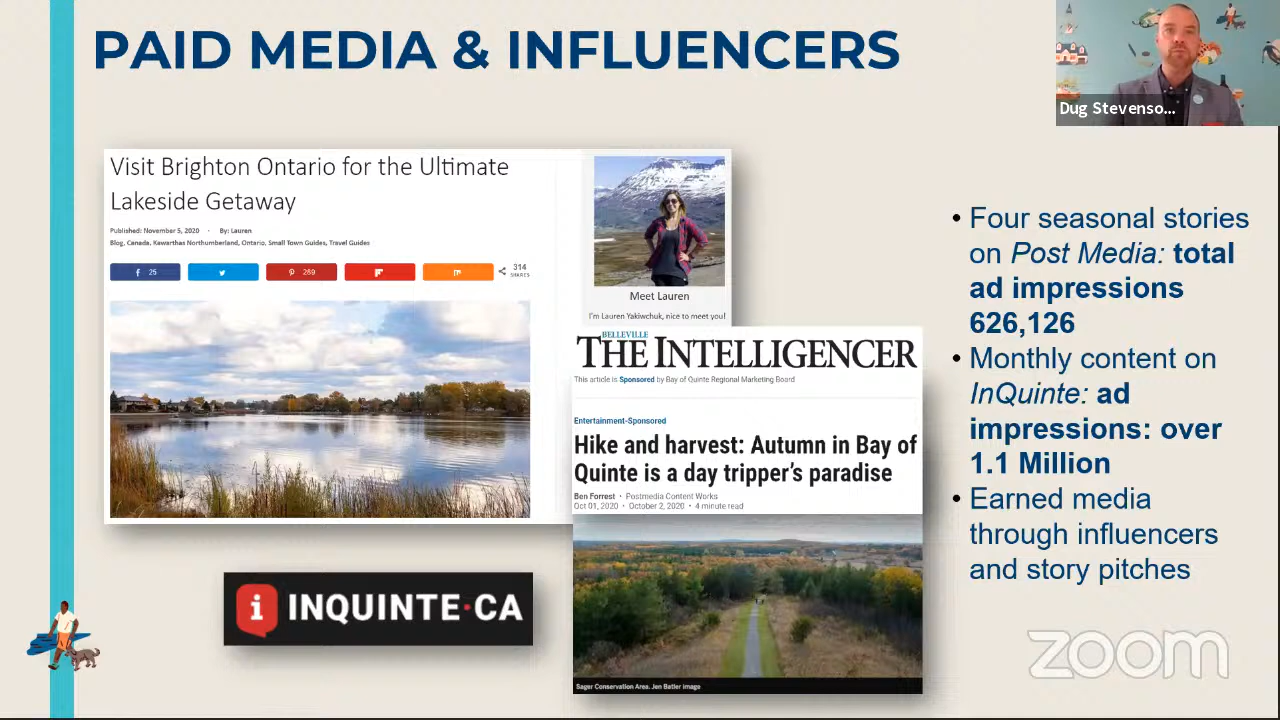 PAID MEDIA & INFLUENCERS
Dug Stevenso...
Visit Brighton Ontario for the Ultimate
Lakeside Getaway
Published: November 5, 2020 · By: Lauren
Blog, Canada, Kawarthas Northumberland, Ontario, Small Town Guides, Travel Guides
25
269
314
SHARES
Meet Lauren
I'm Lauren Yakiwchuk, nice to meet you!
BELLEVILLE
THE INTELLIGENCER
This article is Sponsored by Bay of Quinte Regional Marketing Board
Entertainment-Sponsored
Hike and harvest: Autumn in Bay of
Quinte is a day tripper's paradise
Ben Forrest • Postmedia Content Works
Oct 01, 2020 • October 2, 2020 • 4 minute read
Sager Conservation Area. Jen Batler image
i INQUINTE·CA
• Four seasonal stories
on Post Media: total
ad impressions
626,126
• Monthly content on
InQuinte: ad
impressions: over
1.1 Million
• Earned media
through influencers
and story pitches
zoom